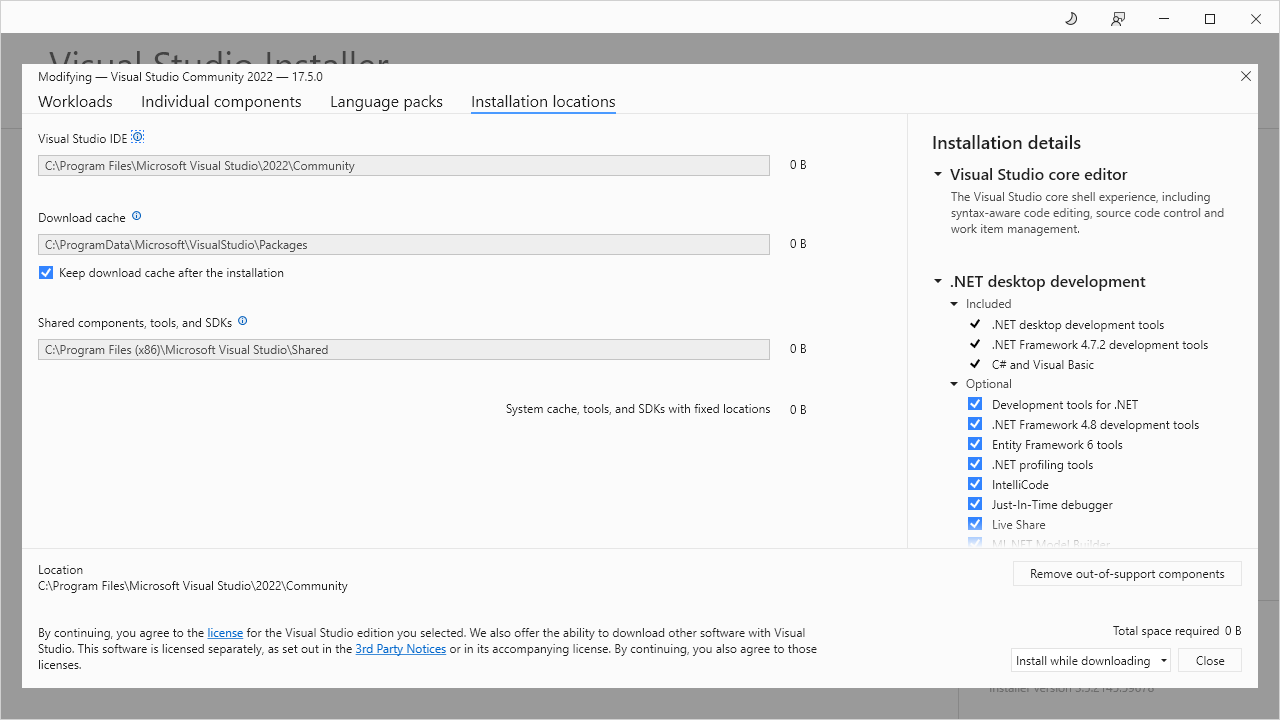 Visual Studio Installer
Modifying — Visual Studio Community 2022 — 17.5.0
Workloads
Individual components
Language packs
Installation locations
Visual Studio IDE
C:\Program Files\Microsoft Visual Studio\2022\Community
0 B
Download cache
C:\ProgramData\Microsoft\VisualStudio\Packages
0 B
Keep download cache after the installation
Shared components, tools, and SDKs
C:\Program Files (x86)\Microsoft Visual Studio\Shared
0 B
System cache, tools, and SDKs with fixed locations
0 B
Installation details
Visual Studio core editor
The Visual Studio core shell experience, including
syntax-aware code editing, source code control and
work item management.
.NET desktop development
Included
.NET desktop development tools
.NET Framework 4.7.2 development tools
C# and Visual Basic
Optional
Development tools for .NET
.NET Framework 4.8 development tools
Entity Framework 6 tools
.NET profiling tools
IntelliCode
Just-In-Time debugger
Live Share
ML.NET Model Builder
Location
C:\Program Files\Microsoft Visual Studio\2022\Community
Remove out-of-support components
By continuing, you agree to the license for the Visual Studio edition you selected. We also offer the ability to download other software with Visual
Studio. This software is licensed separately, as set out in the 3rd Party Notices or in its accompanying license. By continuing, you also agree to those
licenses.
Total space required 0 B
Install while downloading
Close
Installer version